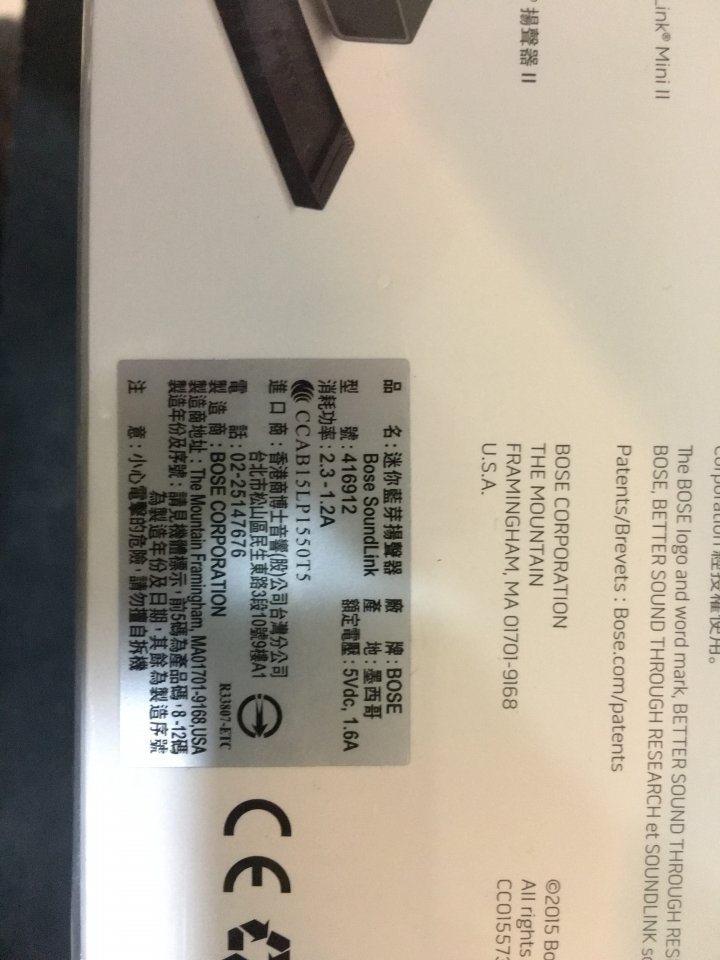 Link® Mini II
® 揚聲器 II
經授權使用。
The BOSE logo and word mark, BETTER SOUND THROUGH RES
BOSE, BETTER SOUND THROUGH RESEARCH et SOUNDLINK so
Patents/Brevets : Bose.com/patents
BOSE CORPORATION
THE MOUNTAIN
FRAMINGHAM, MA 01701-9168
U.S.A.
©2015 Bo
All rights
CC015573
品 名：迷你藍芽揚聲器 廠 牌：BOSE
Bose SoundLink 產 地：墨西哥
型 號：416912 額定電壓：5Vdc, 1.6A
消耗功率：2.3 - 1.2A
CCAB15LP1550T5
進 口 商：香港商博士音響(股)公司台灣分公司
台北市松山區民生東路3段10號9樓A1
電 話：02-25147676
製 造 商：BOSE CORPORATION
R33807-ETC
製造商地址：The Mountain Framingham, MA01701-9168,USA
製造年份及序號：請見機體標示，前5碼為產品碼，8-12碼
為製造年份及日期，其餘為製造序號
注 意：小心電擊的危險，請勿擅自拆機
CE